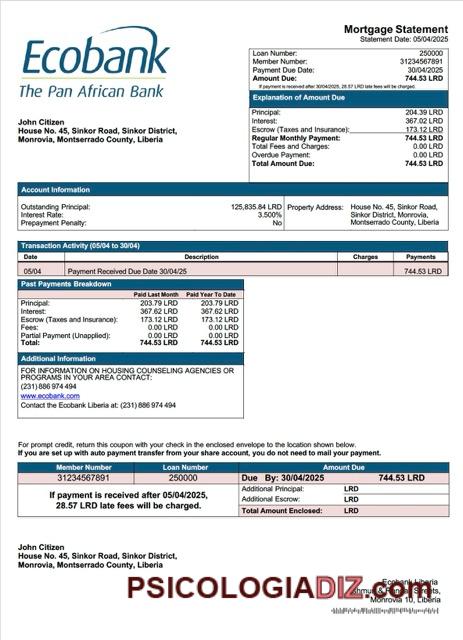 Ecobank
The Pan African Bank
Mortgage Statement
Statement Date: 05/04/2025
Loan Number: 250000
Member Number: 31234567891
Payment Due Date: 30/04/2025
Amount Due: 744.53 LRD
If payment is received after 30/04/2025, 28.57 LRD late fees will be charged.
John Citizen
House No. 45, Sinkor Road, Sinkor District,
Monrovia, Montserrado County, Liberia
Explanation of Amount Due
Principal: 204.39 LRD
Interest: 367.02 LRD
Escrow (Taxes and Insurance): 173.12 LRD
Regular Monthly Payment: 744.53 LRD
Total Fees and Charges: 0.00 LRD
Overdue Payment: 0.00 LRD
Total Amount Due: 744.53 LRD
Account Information
Outstanding Principal: 125,835.84 LRD
Interest Rate: 3.500%
Prepayment Penalty: No
Property Address: House No. 45, Sinkor Road,
Sinkor District, Monrovia,
Montserrado County, Liberia
Transaction Activity (05/04 to 30/04)
Date Description Charges Payments
05/04 Payment Received Due Date 30/04/25 744.53 LRD
Past Payments Breakdown
Paid Last Month Paid Year To Date
Principal: 203.79 LRD 203.79 LRD
Interest: 367.62 LRD 367.62 LRD
Escrow (Taxes and Insurance): 173.12 LRD 173.12 LRD
Fees: 0.00 LRD 0.00 LRD
Partial Payment (Unapplied): 0.00 LRD 0.00 LRD
Total: 744.53 LRD 744.53 LRD
Additional Information
FOR INFORMATION ON HOUSING COUNSELING AGENCIES OR
PROGRAMS IN YOUR AREA CONTACT:
(231) 886 974 494
www.ecobank.com
Contact the Ecobank Liberia at: (231) 886 974 494
For prompt credit, return this coupon with your check in the enclosed envelope to the location shown below.
If you are set up with auto payment transfer from your share account, you do not need to mail your payment.
Member Number Loan Number Amount Due
31234567891 250000 Due By: 30/04/2025 744.53 LRD
If payment is received after 05/04/2025,
28.57 LRD late fees will be charged.
Additional Principal: LRD
Additional Escrow: LRD
Total Amount Enclosed: LRD
John Citizen
House No. 45, Sinkor Road, Sinkor District,
Monrovia, Montserrado County, Liberia
Ecobank Liberia
Streets,
Monrovia 10, Liberia
PSICOLOGIADIZ.com